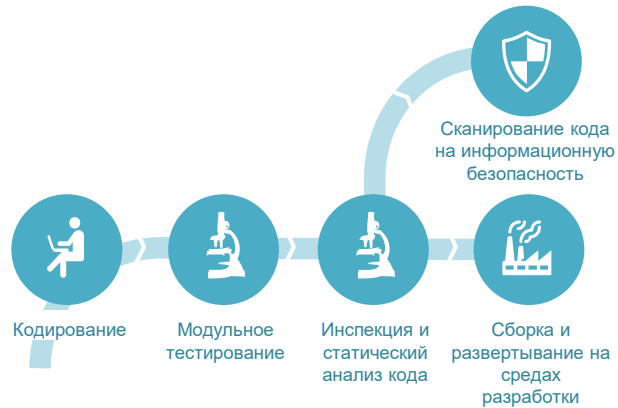 Сканирование кода
на информационную
безопасность
Кодирование
Модульное
тестирование
Инспекция и
статический
анализ кода
Сборка и
развертывание на
средах
разработки